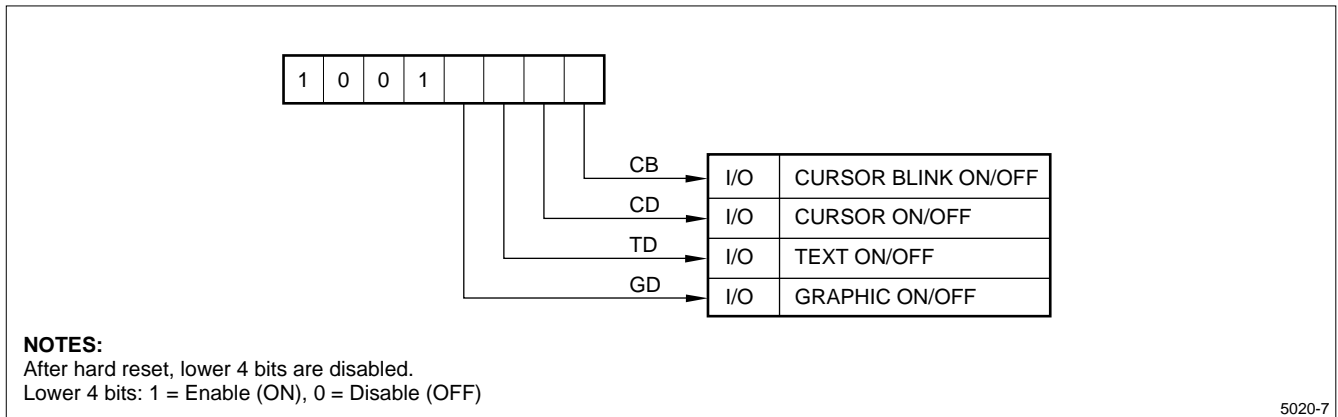 1 0 0 1
CB I/O CURSOR BLINK ON/OFF
CD I/O CURSOR ON/OFF
TD I/O TEXT ON/OFF
GD I/O GRAPHIC ON/OFF
NOTES:
After hard reset, lower 4 bits are disabled.
Lower 4 bits: 1 = Enable (ON), 0 = Disable (OFF)
5020-7